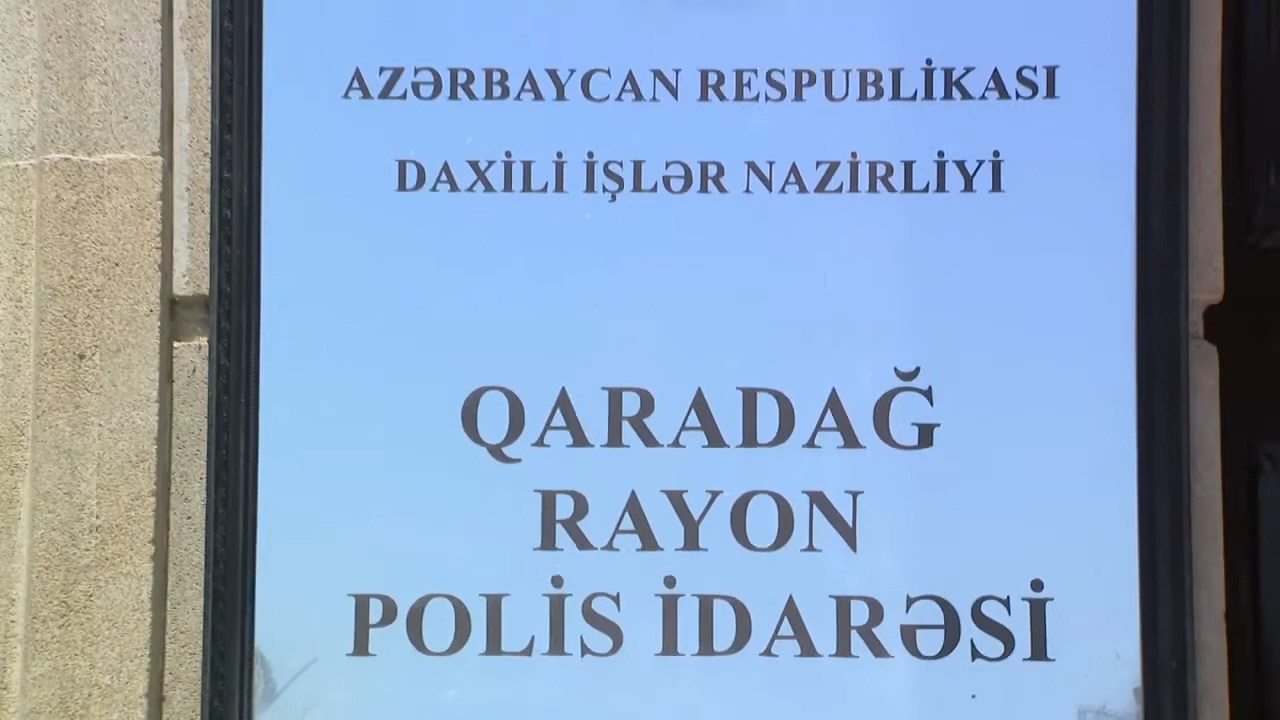 AZƏRBAYCAN RESPUBLİKASI
DAXİLİ İŞLƏR NAZİRLİYİ
QARADAĞ
RAYON
POLİS İDARƏSİ